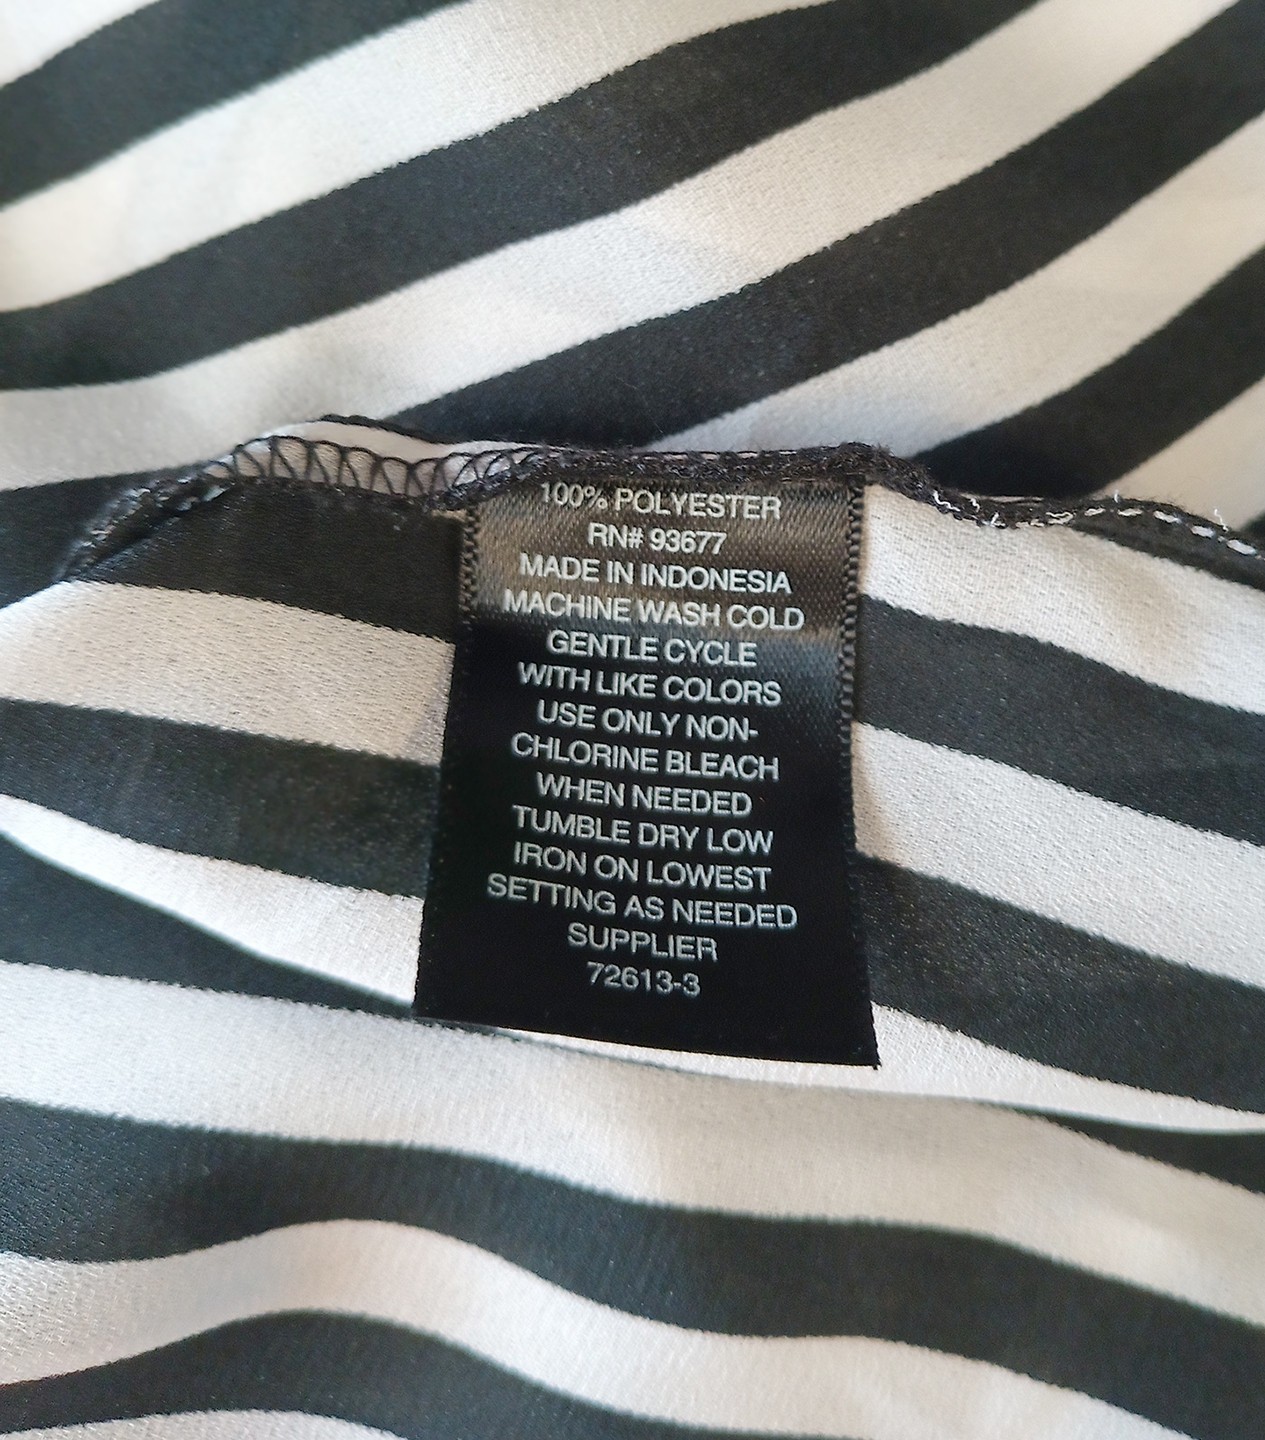 100% POLYESTER
RN# 93677
MADE IN INDONESIA
MACHINE WASH COLD
GENTLE CYCLE
WITH LIKE COLORS
USE ONLY NON-
CHLORINE BLEACH
WHEN NEEDED
TUMBLE DRY LOW
IRON ON LOWEST
SETTING AS NEEDED
SUPPLIER
72613-3